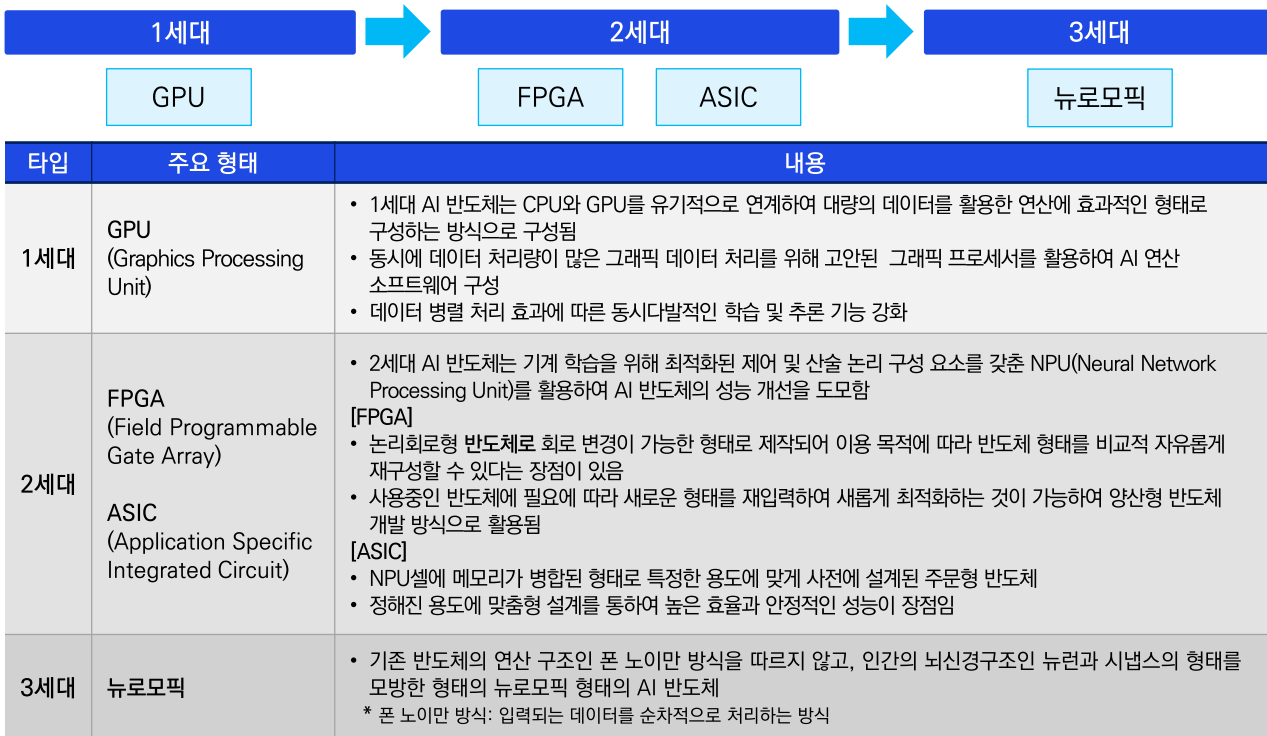 1세대
2세대
3세대
GPU
FPGA
ASIC
뉴로모픽
타입
주요 형태
내용
1세대
GPU
(Graphics Processing
Unit)
• 1세대 AI 반도체는 CPU와 GPU를 유기적으로 연계하여 대량의 데이터를 활용한 연산에 효과적인 형태로
구성하는 방식으로 구성됨
• 동시에 데이터 처리량이 많은 그래픽 데이터 처리를 위해 고안된 그래픽 프로세서를 활용하여 AI 연산
소프트웨어 구성
• 데이터 병렬 처리 효과에 따른 동시다발적인 학습 및 추론 기능 강화
2세대
FPGA
(Field Programmable
Gate Array)
ASIC
(Application Specific
Integrated Circuit)
• 2세대 AI 반도체는 기계 학습을 위해 최적화된 제어 및 산술 논리 구성 요소를 갖춘 NPU(Neural Network
Processing Unit)를 활용하여 AI 반도체의 성능 개선을 도모함
[FPGA]
• 논리회로형 반도체로 회로 변경이 가능한 형태로 제작되어 이용 목적에 따라 반도체 형태를 비교적 자유롭게
재구성할 수 있다는 장점이 있음
• 사용중인 반도체에 필요에 따라 새로운 형태를 재입력하여 새롭게 최적화하는 것이 가능하여 양산형 반도체
개발 방식으로 활용됨
[ASIC]
• NPU셀에 메모리가 병합된 형태로 특정한 용도에 맞게 사전에 설계된 주문형 반도체
• 정해진 용도에 맞춤형 설계를 통하여 높은 효율과 안정적인 성능이 장점임
3세대
뉴로모픽
• 기존 반도체의 연산 구조인 폰 노이만 방식을 따르지 않고, 인간의 뇌신경구조인 뉴런과 시냅스의 형태를
모방한 형태의 뉴로모픽 형태의 AI 반도체
* 폰 노이만 방식: 입력되는 데이터를 순차적으로 처리하는 방식